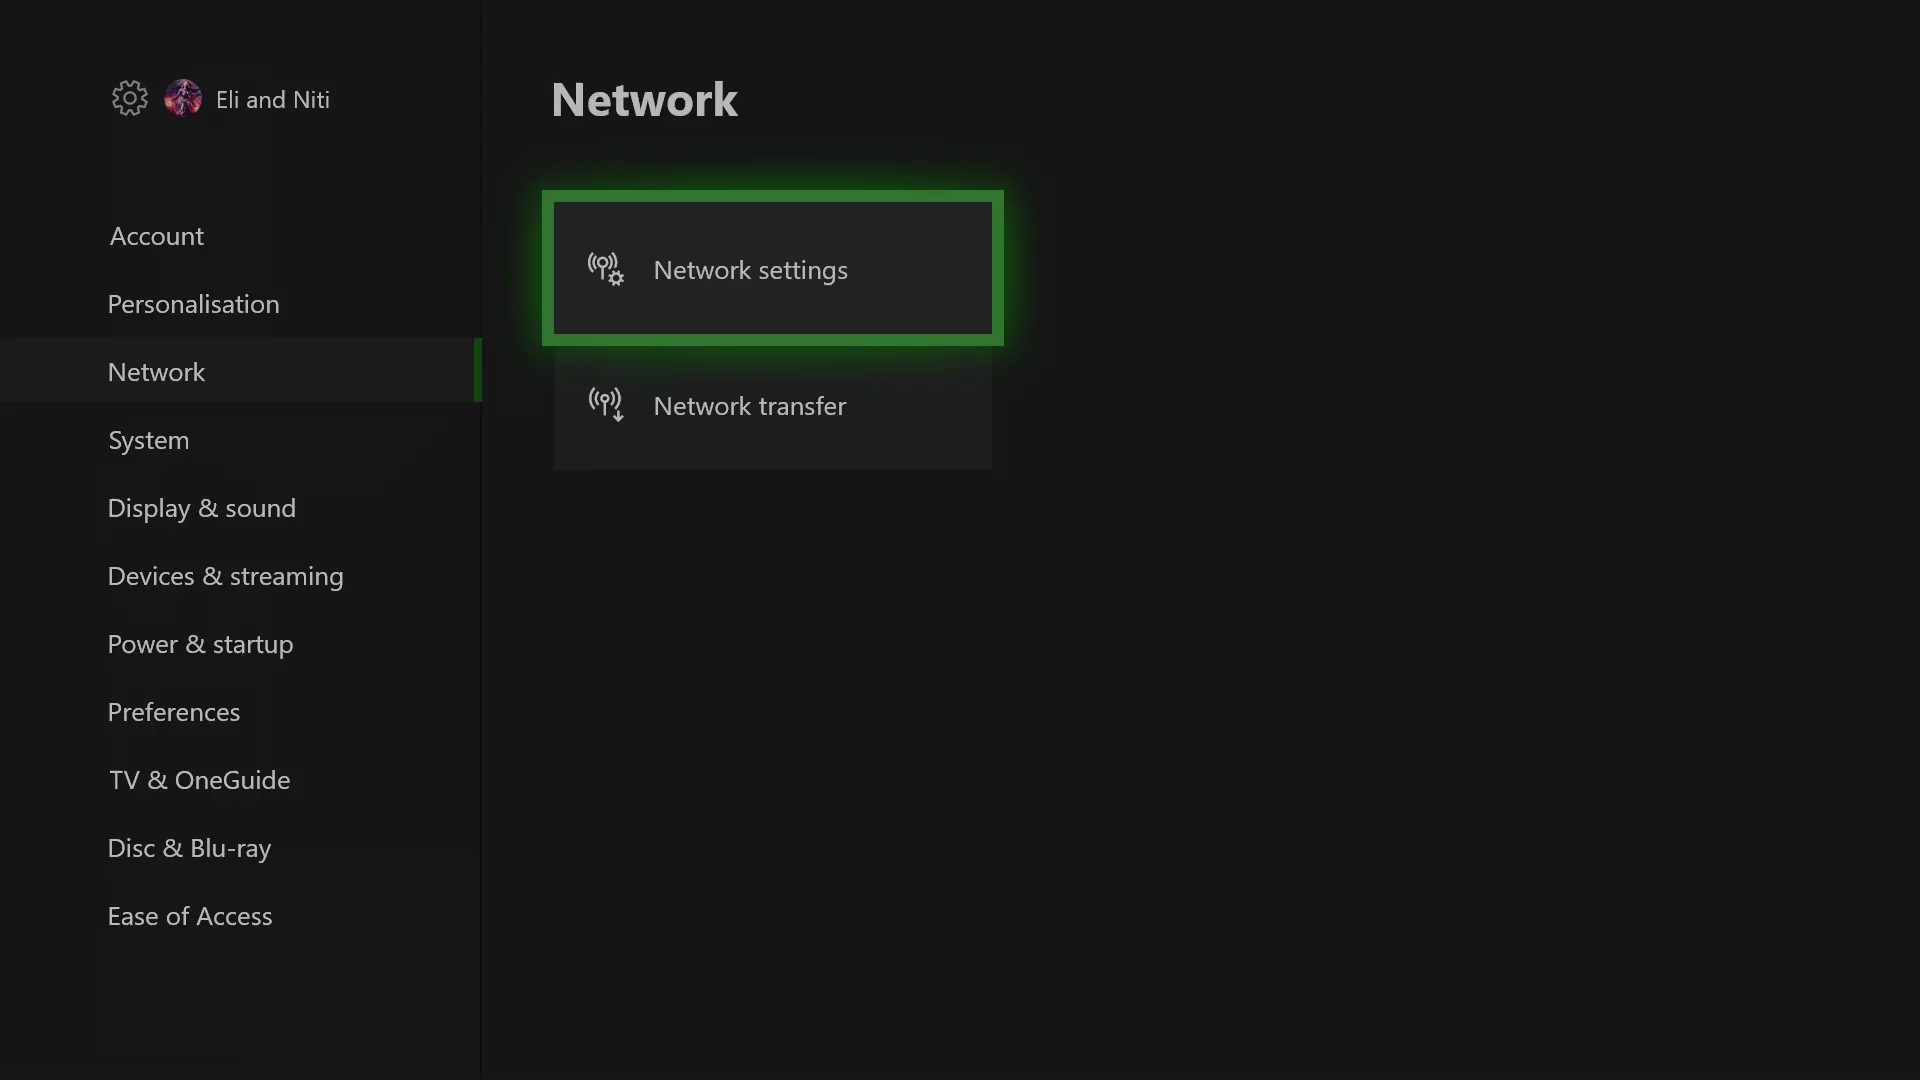 Eli and Niti
Account
Personalisation
Network
System
Display & sound
Devices & streaming
Power & startup
Preferences
TV & OneGuide
Disc & Blu-ray
Ease of Access
Network
Network settings
Network transfer